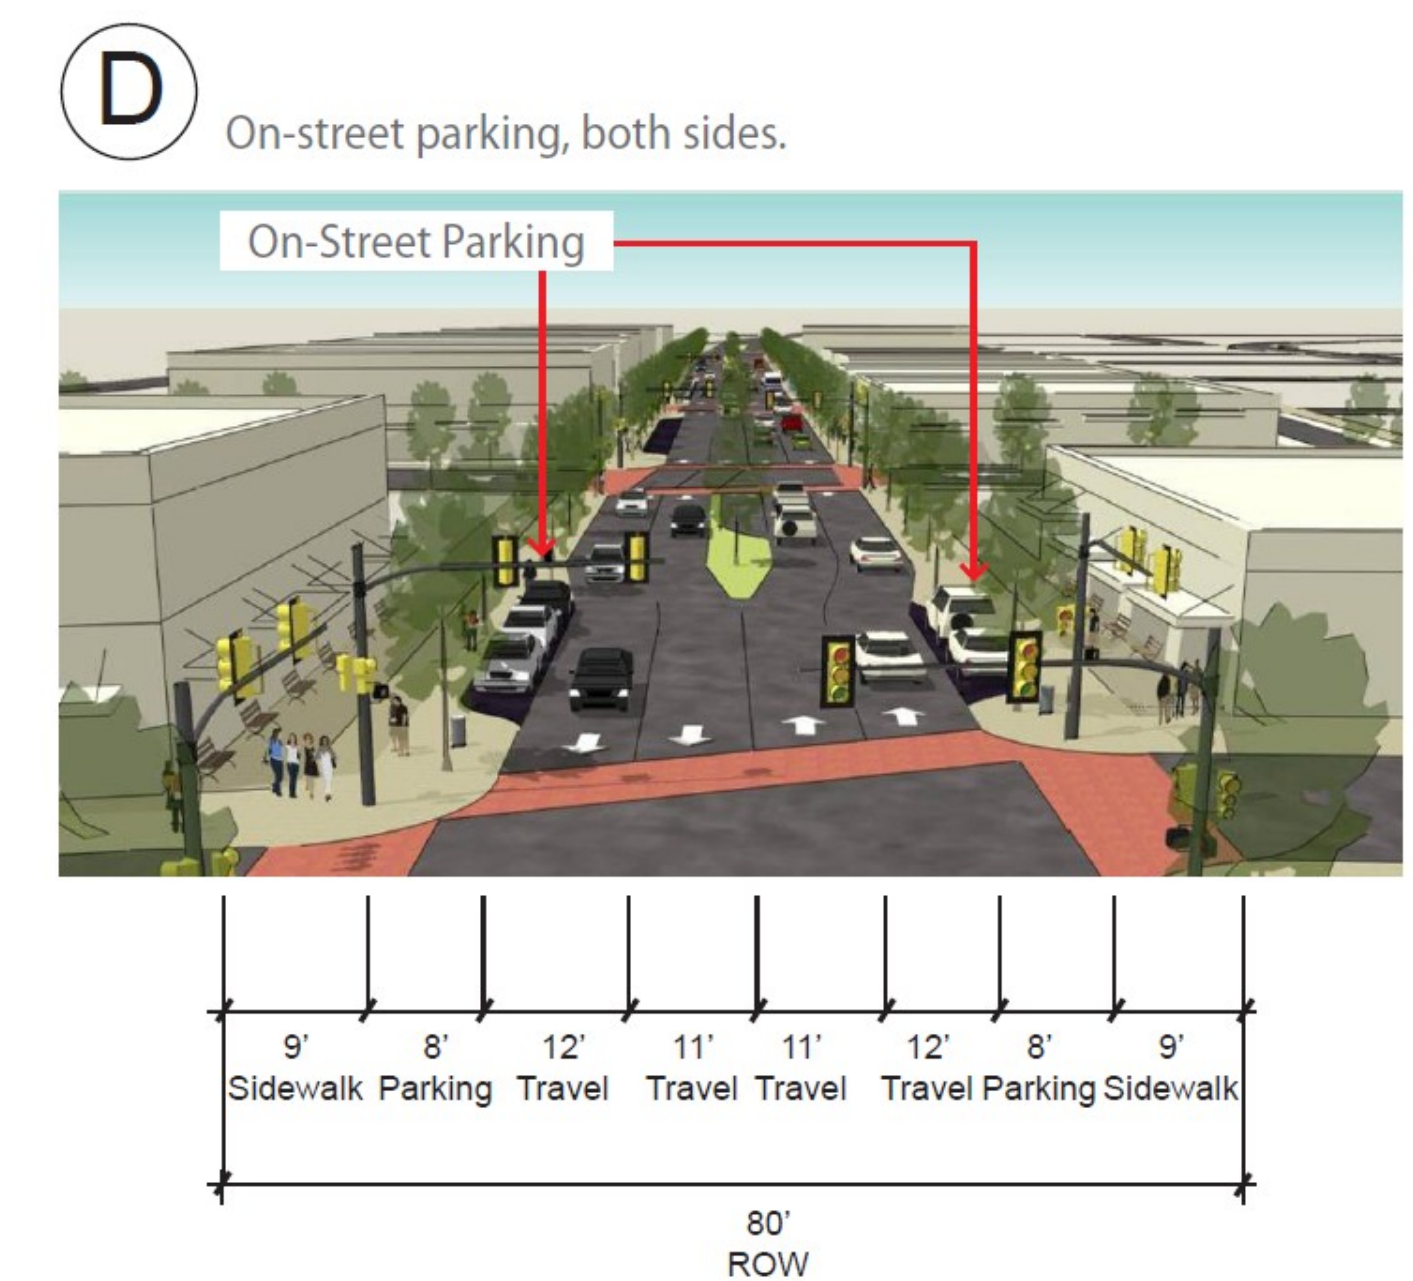 D
On-street parking, both sides.
On-Street Parking
9’ 8’ 12’ 11’ 11’ 12’ 8’ 9’
Sidewalk Parking Travel Travel Travel Travel Parking Sidewalk
80’
ROW